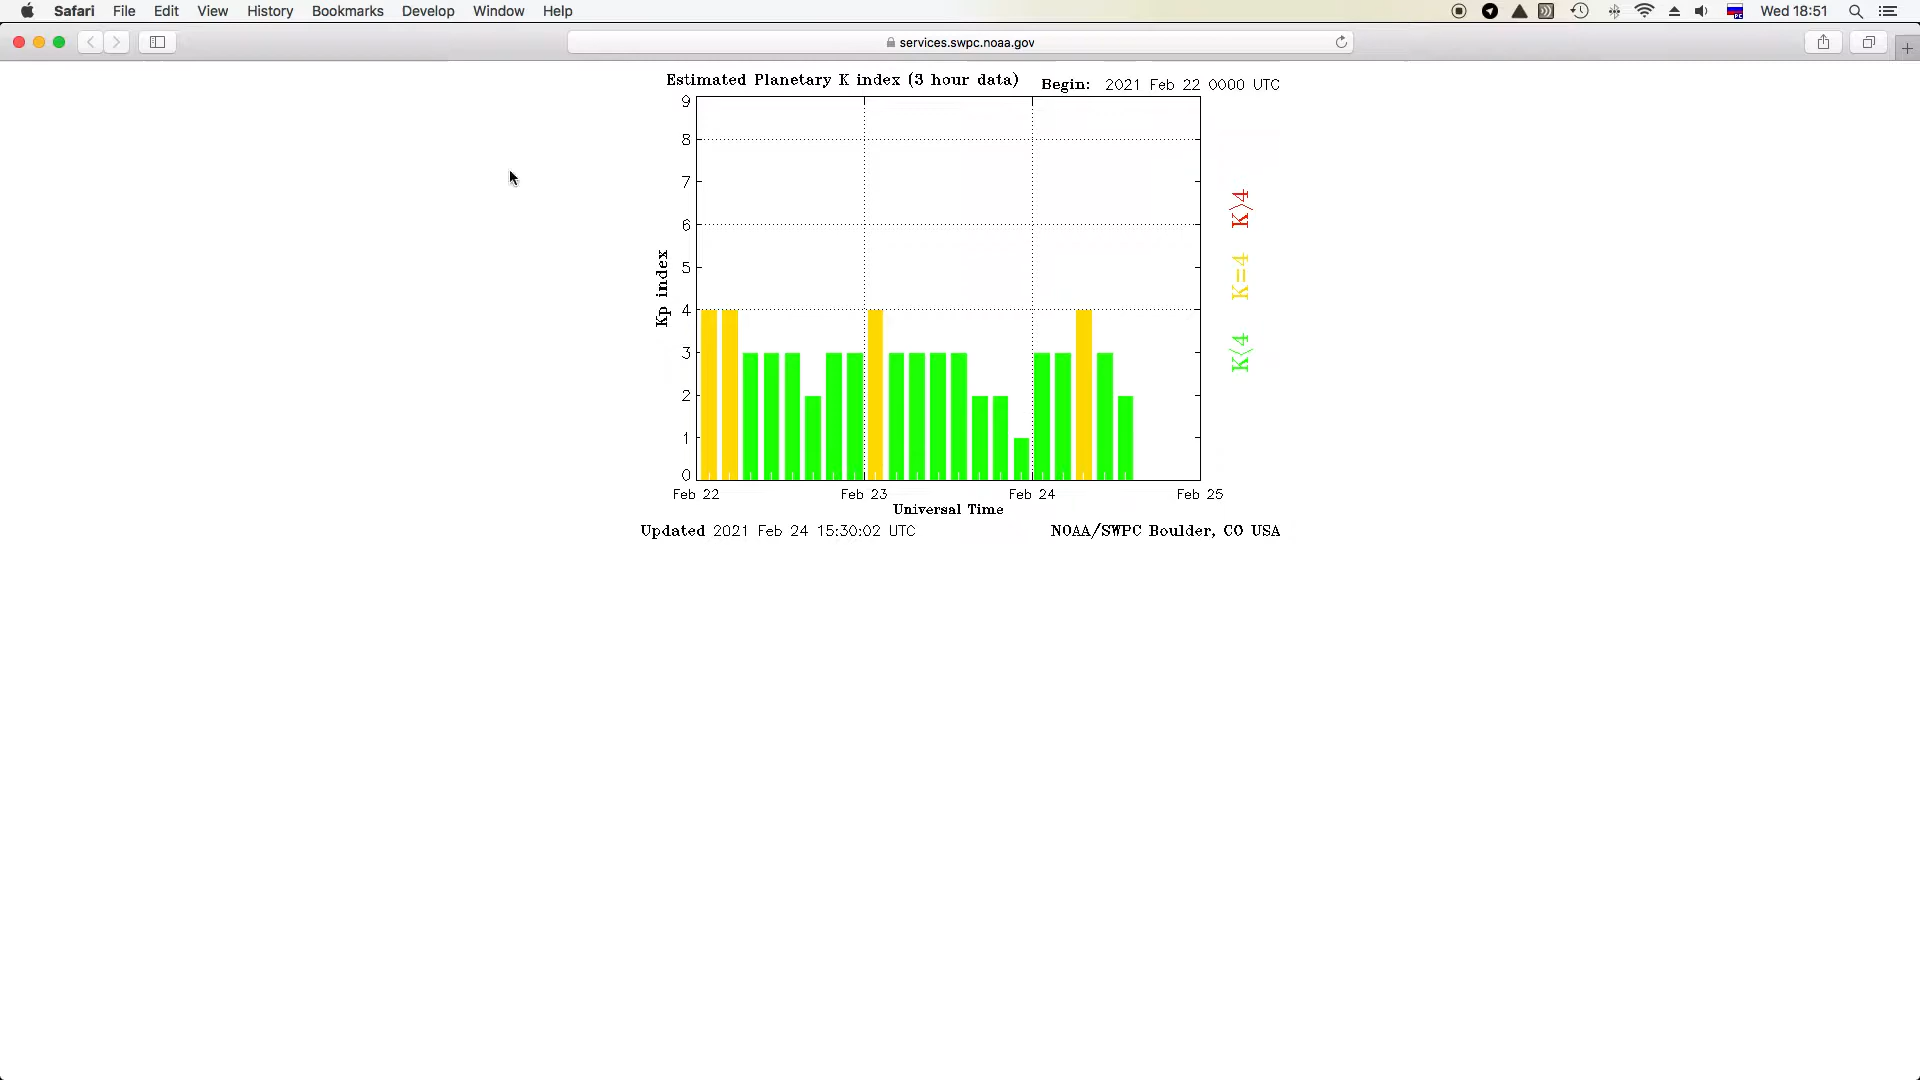 Safari File Edit View History Bookmarks Develop Window Help Wed 18:51
services.swpc.noaa.gov
Estimated Planetary K index (3 hour data) Begin: 2021 Feb 22 0000 UTC
9
8
7
6
5
4
3
2
1
0
Kp index
K>4
K=4
K<4
Feb 22 Feb 23 Feb 24 Feb 25
Universal Time
Updated 2021 Feb 24 15:30:02 UTC NOAA/SWPC Boulder, CO USA